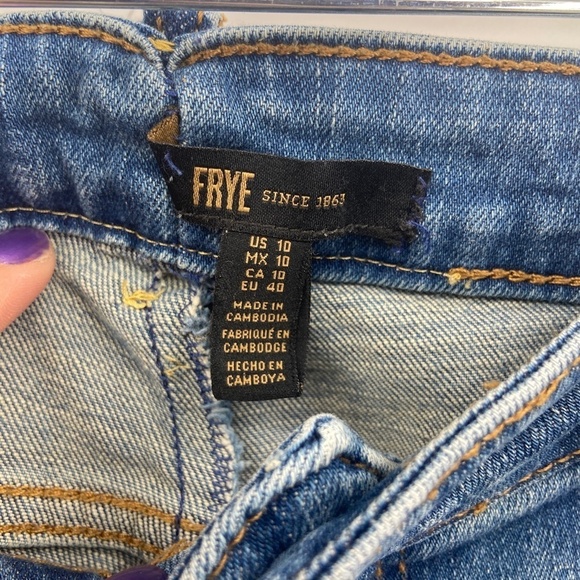 FRYE SINCE 1863
US 10
MX 10
CA 10
EU 40
MADE IN
CAMBODIA
FABRIQUÉ EN
CAMBODGE
HECHO EN
CAMBOYA